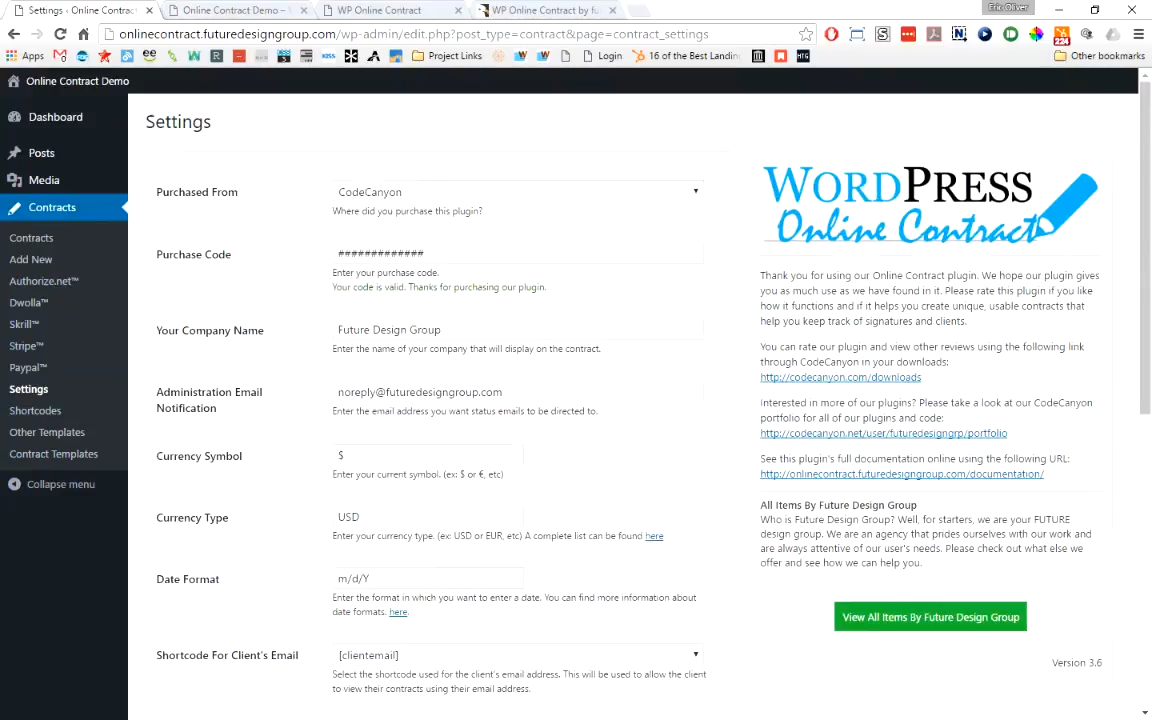 Settings ‹ Online Contract
Online Contract Demo –
WP Online Contract
WP Online Contract by fu
Erix Oliver
onlinecontract.futuredesigngroup.com/wp-admin/edit.php?post_type=contract&page=contract_settings
Apps
Project Links
Login
16 of the Best Landin
224
Other bookmarks
Online Contract Demo
Dashboard
Posts
Media
Contracts
Contracts
Add New
Authorize.net™
Dwolla™
Skrill™
Stripe™
Paypal™
Settings
Shortcodes
Other Templates
Contract Templates
Collapse menu
Settings
Purchased From
CodeCanyon
Where did you purchase this plugin?
Purchase Code
#############
Enter your purchase code.
Your code is valid. Thanks for purchasing our plugin.
Your Company Name
Future Design Group
Enter the name of your company that will display on the contract.
Administration Email
Notification
noreply@futuredesigngroup.com
Enter the email address you want status emails to be directed to.
Currency Symbol
$
Enter your current symbol. (ex: $ or €, etc)
Currency Type
USD
Enter your currency type. (ex: USD or EUR, etc) A complete list can be found here
Date Format
m/d/Y
Enter the format in which you want to enter a date. You can find more information about
date formats. here.
Shortcode For Client's Email
[clientemail]
Select the shortcode used for the client's email address. This will be used to allow the client
to view their contracts using their email address.
WORDPRESS
Online Contract
Thank you for using our Online Contract plugin. We hope our plugin gives
you as much use as we have found in it. Please rate this plugin if you like
how it functions and if it helps you create unique, usable contracts that
help you keep track of signatures and clients.
You can rate our plugin and view other reviews using the following link
through CodeCanyon in your downloads:
http://codecanyon.com/downloads
Interested in more of our plugins? Please take a look at our CodeCanyon
portfolio for all of our plugins and code:
http://codecanyon.net/user/futuredesigngrp/portfolio
See this plugin's full documentation online using the following URL:
http://onlinecontract.futuredesigngroup.com/documentation/
All Items By Future Design Group
Who is Future Design Group? Well, for starters, we are your FUTURE
design group. We are an agency that prides ourselves with our work and
are always attentive of our user's needs. Please check out what else we
offer and see how we can help you.
View All Items By Future Design Group
Version 3.6